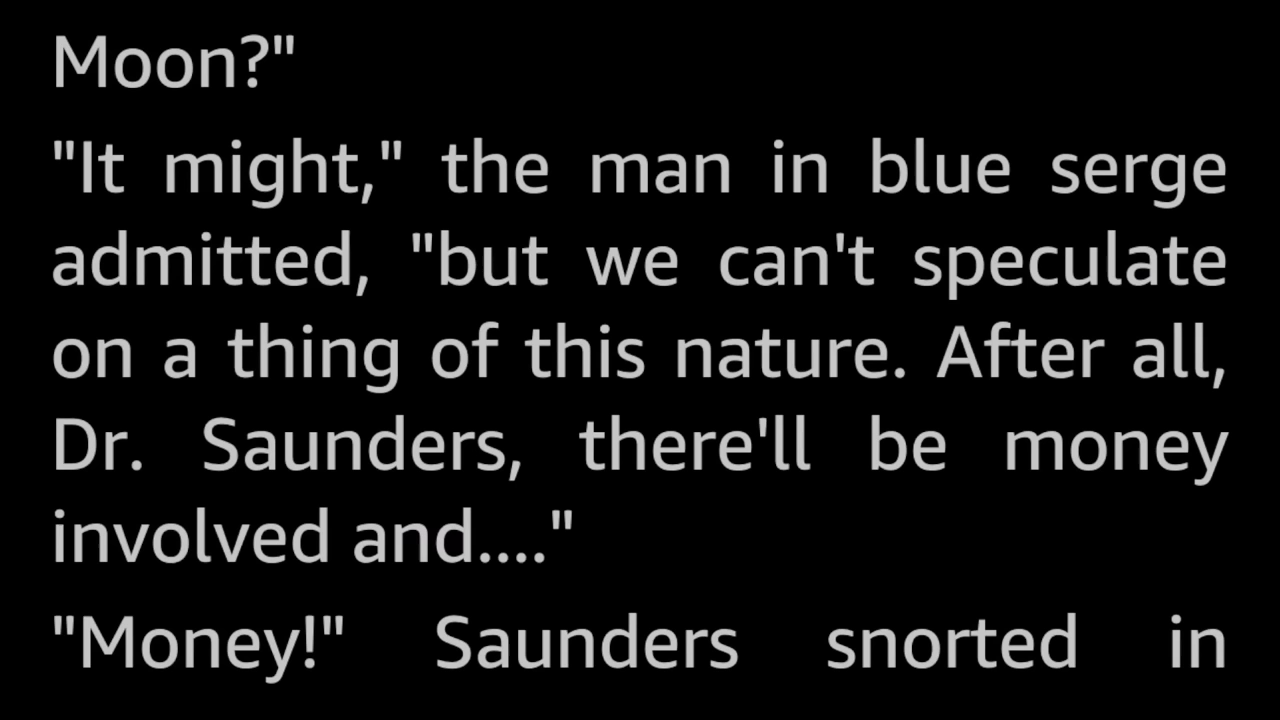 Moon?"
"It might," the man in blue serge
admitted, "but we can't speculate
on a thing of this nature. After all,
Dr. Saunders, there'll be money
involved and...."
"Money!" Saunders snorted in